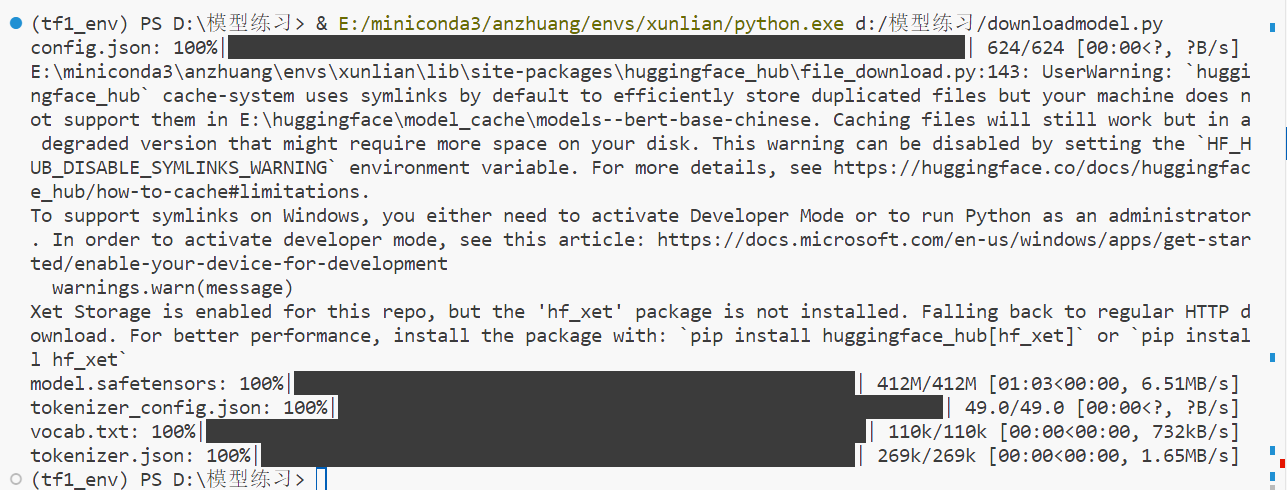 (tf1_env) PS D:\模型练习> & E:/miniconda3/anzhuang/envs/xunlian/python.exe d:/模型练习/downloadmodel.py
config.json: 100%|██████████| 624/624 [00:00<?, ?B/s]
E:\miniconda3\anzhuang\envs\xunlian\lib\site-packages\huggingface_hub\file_download.py:143: UserWarning: `huggi
ngface_hub` cache-system uses symlinks by default to efficiently store duplicated files but your machine does n
ot support them in E:\huggingface\model_cache\models--bert-base-chinese. Caching files will still work but in a
 degraded version that might require more space on your disk. This warning can be disabled by setting the `HF_H
UB_DISABLE_SYMLINKS_WARNING` environment variable. For more details, see https://huggingface.co/docs/huggingfac
e_hub/how-to-cache#limitations.
To support symlinks on Windows, you either need to activate Developer Mode or to run Python as an administrator
. In order to activate developer mode, see this article: https://docs.microsoft.com/en-us/windows/apps/get-star
ted/enable-your-device-for-development
  warnings.warn(message)
Xet Storage is enabled for this repo, but the 'hf_xet' package is not installed. Falling back to regular HTTP d
ownload. For better performance, install the package with: `pip install huggingface_hub[hf_xet]` or `pip instal
l hf_xet`
model.safetensors: 100%|██████████| 412M/412M [01:03<00:00, 6.51MB/s]
tokenizer_config.json: 100%|██████████| 49.0/49.0 [00:00<?, ?B/s]
vocab.txt: 100%|██████████| 110k/110k [00:00<00:00, 732kB/s]
tokenizer.json: 100%|██████████| 269k/269k [00:00<00:00, 1.65MB/s]
(tf1_env) PS D:\模型练习>